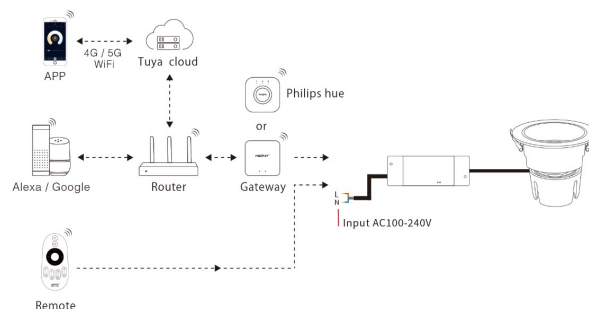 4G / 5G
WiFi
APP
Tuya cloud
Philips hue
or
Alexa / Google
Router
Gateway
L
N
Input AC100-240V
Remote